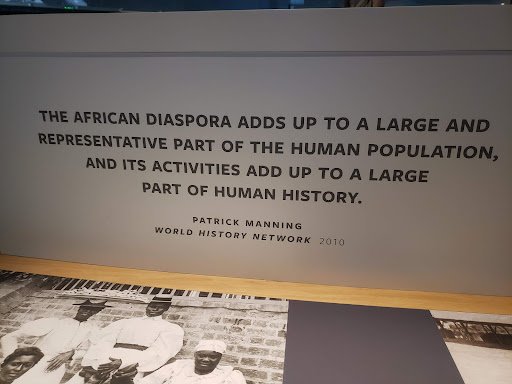 THE AFRICAN DIASPORA ADDS UP TO A LARGE AND
REPRESENTATIVE PART OF THE HUMAN POPULATION,
AND ITS ACTIVITIES ADD UP TO A LARGE
PART OF HUMAN HISTORY.
PATRICK MANNING
WORLD HISTORY NETWORK 2010